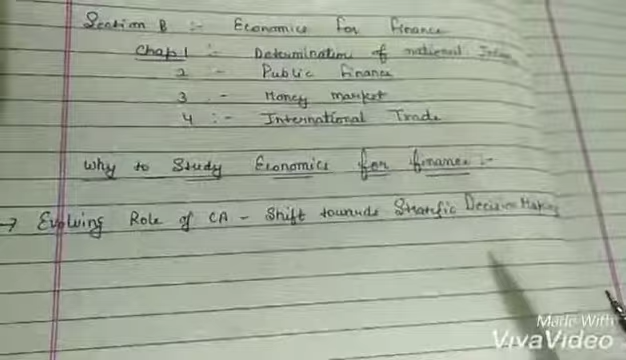 Section B :- Economics for Finance
Chap 1 :- Determination of national Income
2 :- Public finance
3 :- Money market
4 :- International Trade
Why to Study Economics for finance :-
→ Evolving Role of CA - Shift towards Decision Making
Made With
VivaVideo